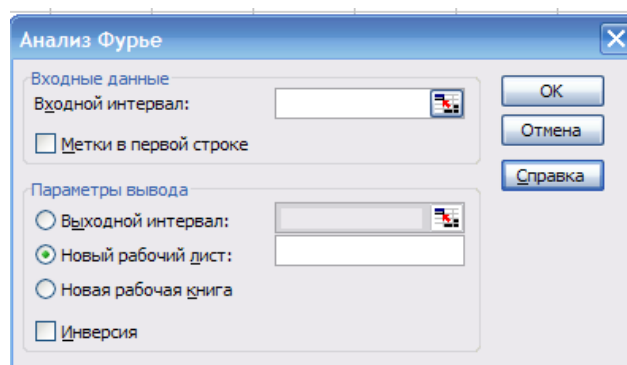 Анализ Фурье
Входные данные
Входной интервал:
ОК
Метки в первой строке
Отмена
Справка
Параметры вывода
Выходной интервал:
Новый рабочий лист:
Новая рабочая книга
Инверсия